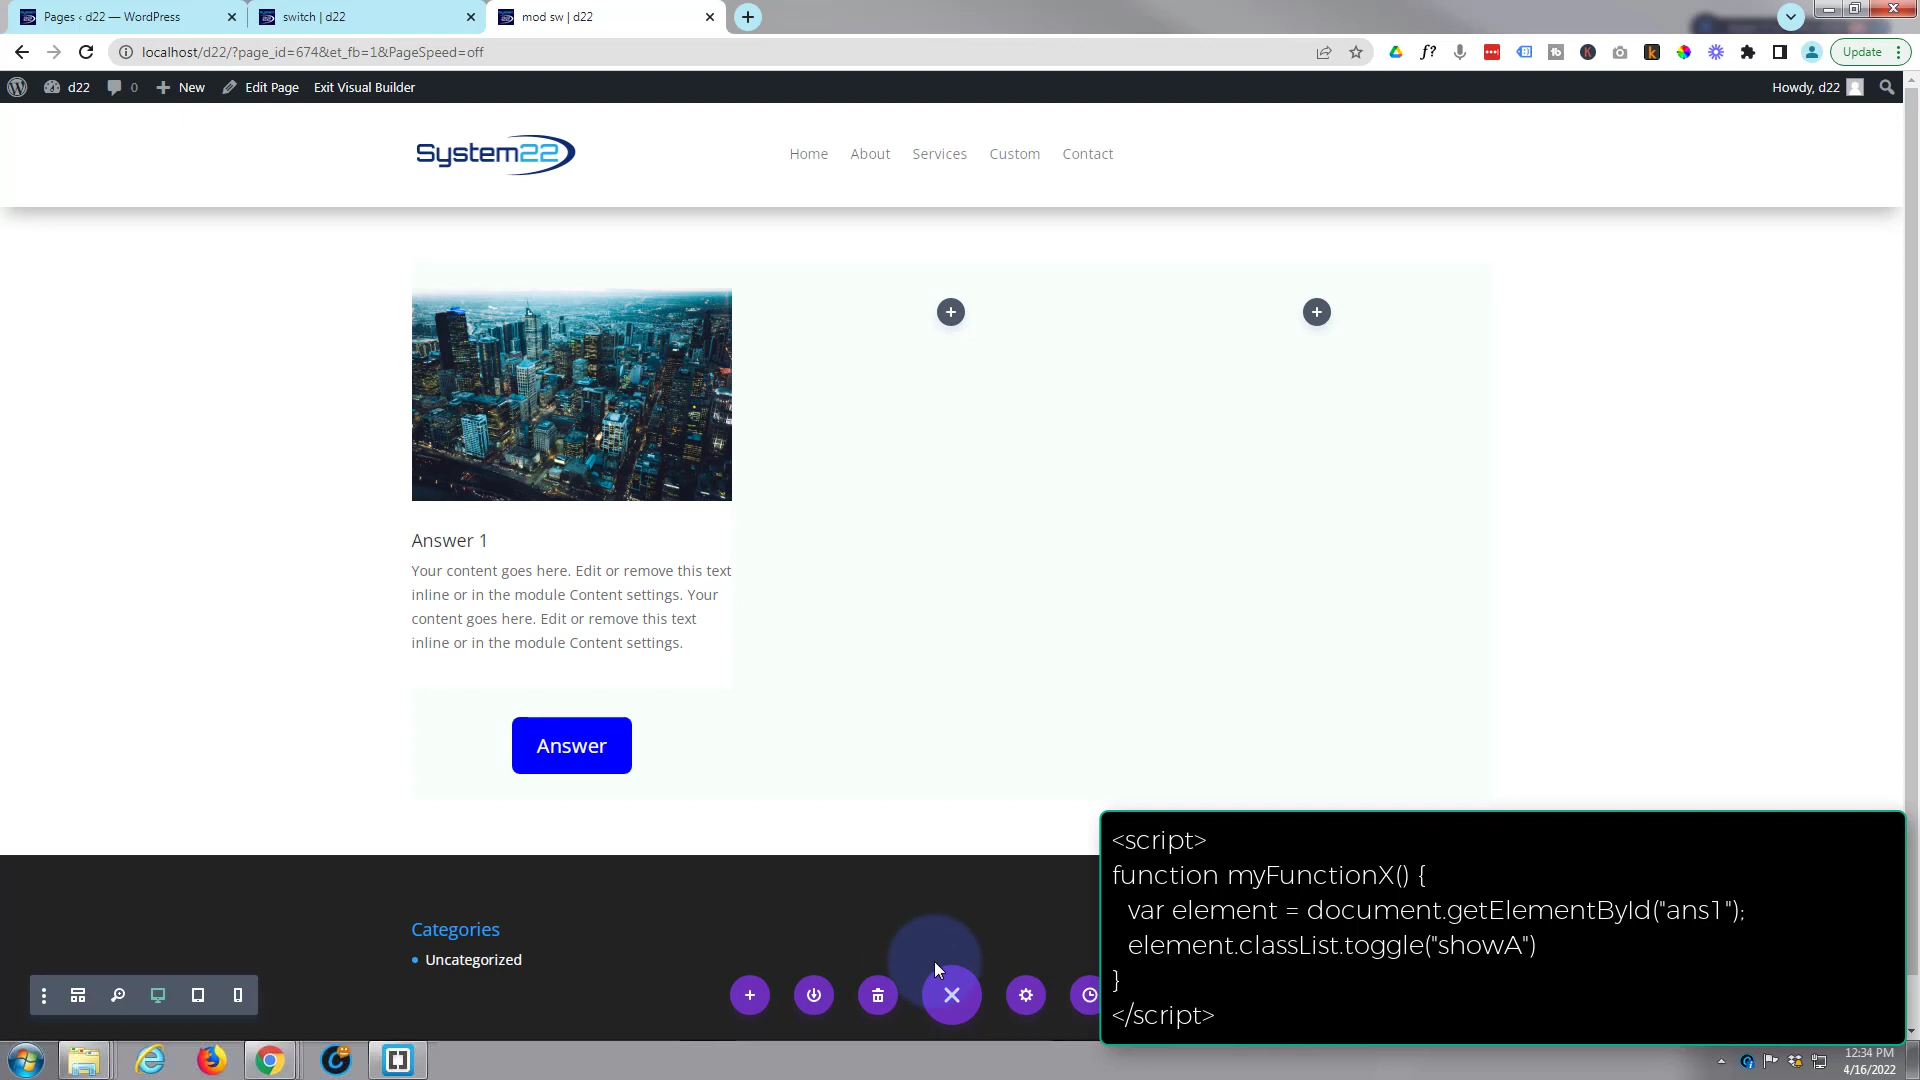 Pages ‹ d22 — WordPress
switch | d22
mod sw | d22
localhost/d22/?page_id=674&et_fb=1&PageSpeed=off
Update
d22
0
New
Edit Page
Exit Visual Builder
Howdy, d22
System22
Home
About
Services
Custom
Contact
Answer 1
Your content goes here. Edit or remove this text
inline or in the module Content settings. Your
content goes here. Edit or remove this text
inline or in the module Content settings.
Answer
Categories
Uncategorized
<script>
function myFunctionX() {
var element = document.getElementById("ans1");
element.classList.toggle("showA")
}
</script>
12:34 PM
4/16/2022